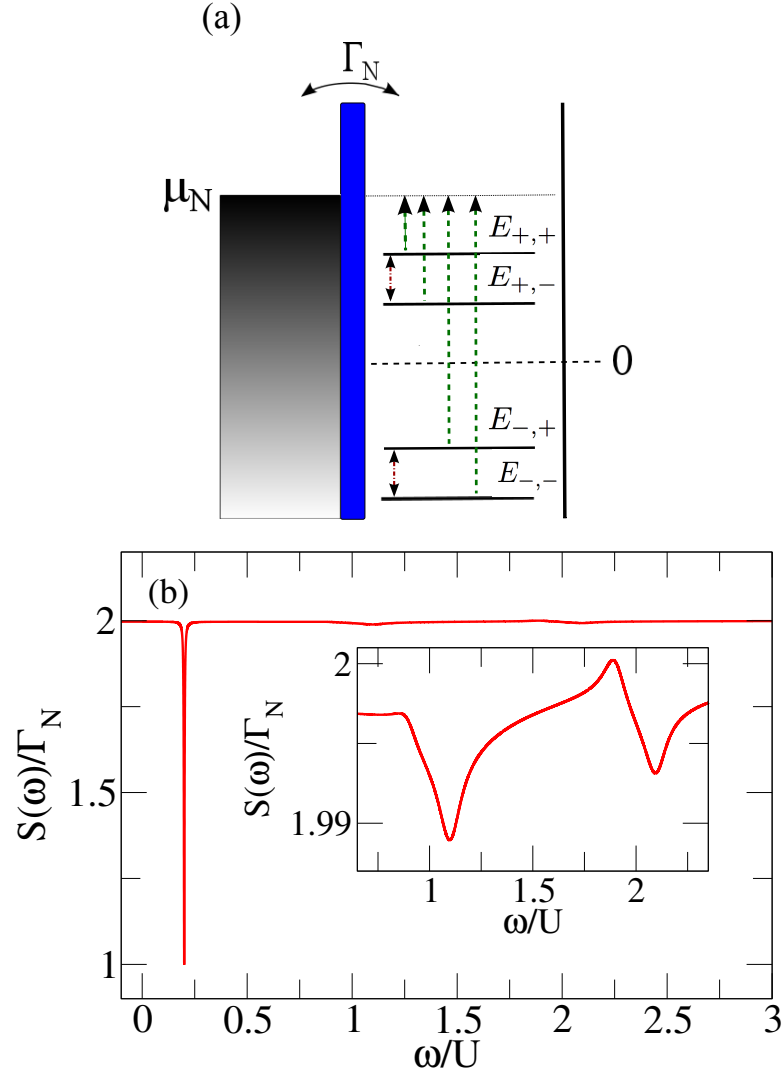 (a)
Γ_N
μ_N
E_{+,+}
E_{+,-}
0
E_{-,+}
E_{-,-}
(b)
2
1.5
1
S(ω)/Γ_N
0 0.5 1 1.5 2 2.5 3
ω/U
2
1.99
S(ω)/Γ_N
1 1.5 2
ω/U